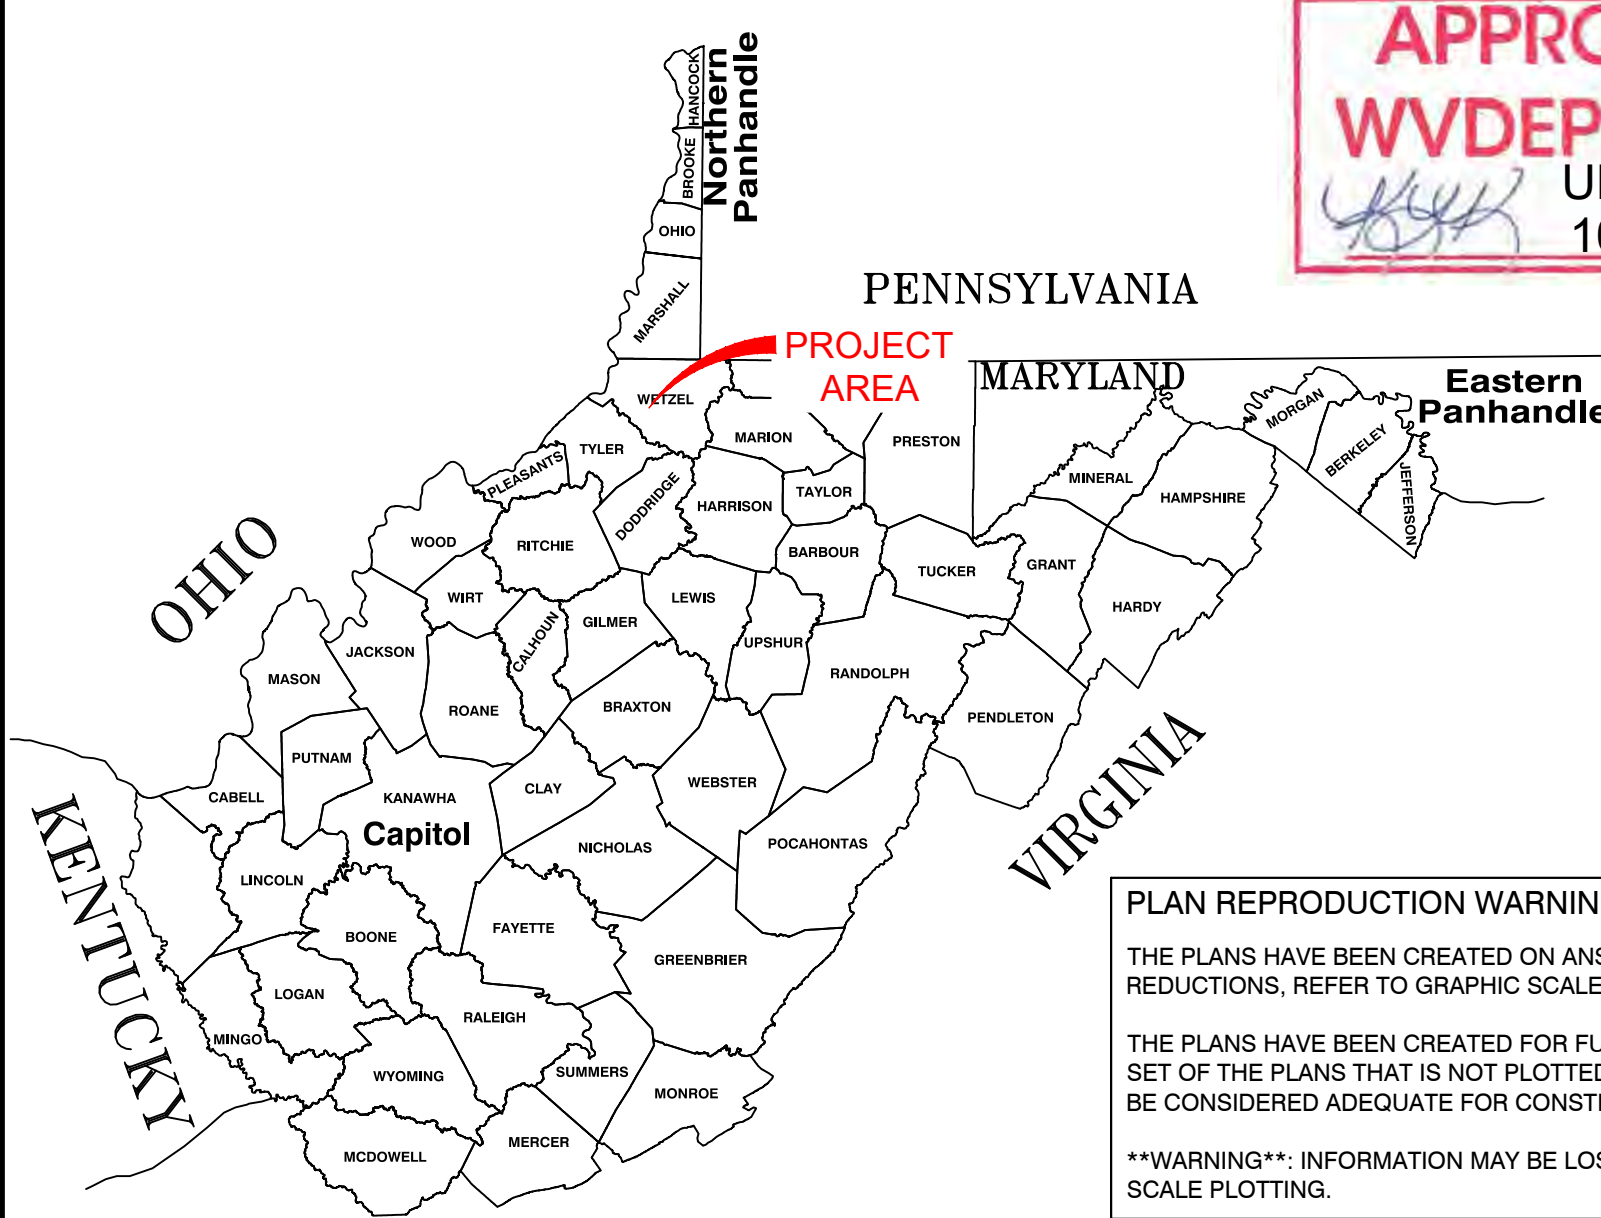 APPRO
WVDEP
UI
10
HANCOCK
Northern
Panhandle
BROOKE
OHIO
MARSHALL
PENNSYLVANIA
PROJECT
AREA
WETZEL
MARYLAND
Eastern
Panhandle
MORGAN
BERKELEY
JEFFERSON
MARION
PRESTON
TYLER
PLEASANTS
DODDRIDGE
HARRISON
TAYLOR
MINERAL
HAMPSHIRE
OHIO
WOOD
RITCHIE
BARBOUR
TUCKER
GRANT
HARDY
WIRT
CALHOUN
GILMER
LEWIS
UPSHUR
JACKSON
MASON
ROANE
BRAXTON
RANDOLPH
PENDLETON
VIRGINIA
PUTNAM
CABELL
KANAWHA
Capitol
CLAY
WEBSTER
NICHOLAS
POCAHONTAS
KENTUCKY
LINCOLN
BOONE
FAYETTE
GREENBRIER
LOGAN
MINGO
RALEIGH
WYOMING
SUMMERS
MONROE
MCDOWELL
MERCER
PLAN REPRODUCTION WARNIN
THE PLANS HAVE BEEN CREATED ON ANS
REDUCTIONS, REFER TO GRAPHIC SCALE
THE PLANS HAVE BEEN CREATED FOR FU
SET OF THE PLANS THAT IS NOT PLOTTED
BE CONSIDERED ADEQUATE FOR CONST
**WARNING**: INFORMATION MAY BE LOS
SCALE PLOTTING.